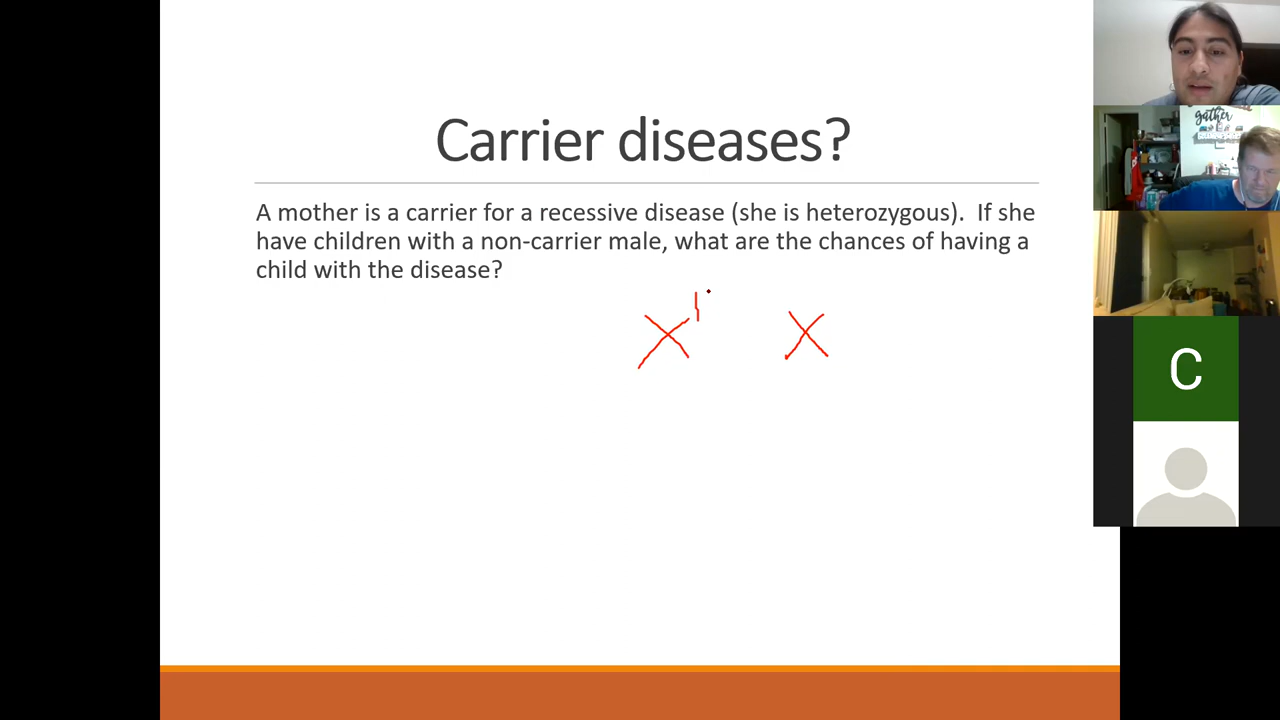 Carrier diseases?
A mother is a carrier for a recessive disease (she is heterozygous).  If she
have children with a non-carrier male, what are the chances of having a
child with the disease?
X X
gather
C